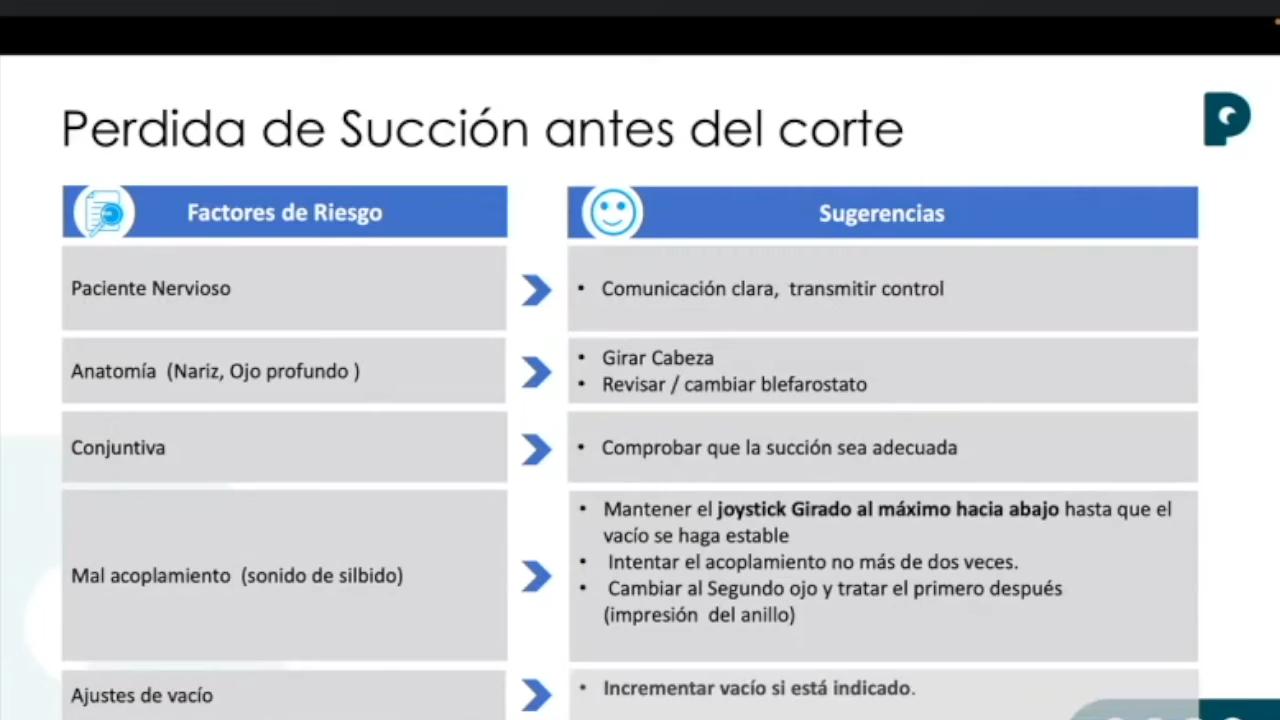 Perdida de Succión antes del corte
Factores de Riesgo
Sugerencias
Paciente Nervioso
• Comunicación clara, transmitir control
Anatomía (Nariz, Ojo profundo )
• Girar Cabeza
• Revisar / cambiar blefarostato
Conjuntiva
• Comprobar que la succión sea adecuada
Mal acoplamiento (sonido de silbido)
• Mantener el joystick Girado al máximo hacia abajo hasta que el
vacío se haga estable
• Intentar el acoplamiento no más de dos veces.
• Cambiar al Segundo ojo y tratar el primero después
(impresión del anillo)
Ajustes de vacío
• Incrementar vacío si está indicado.